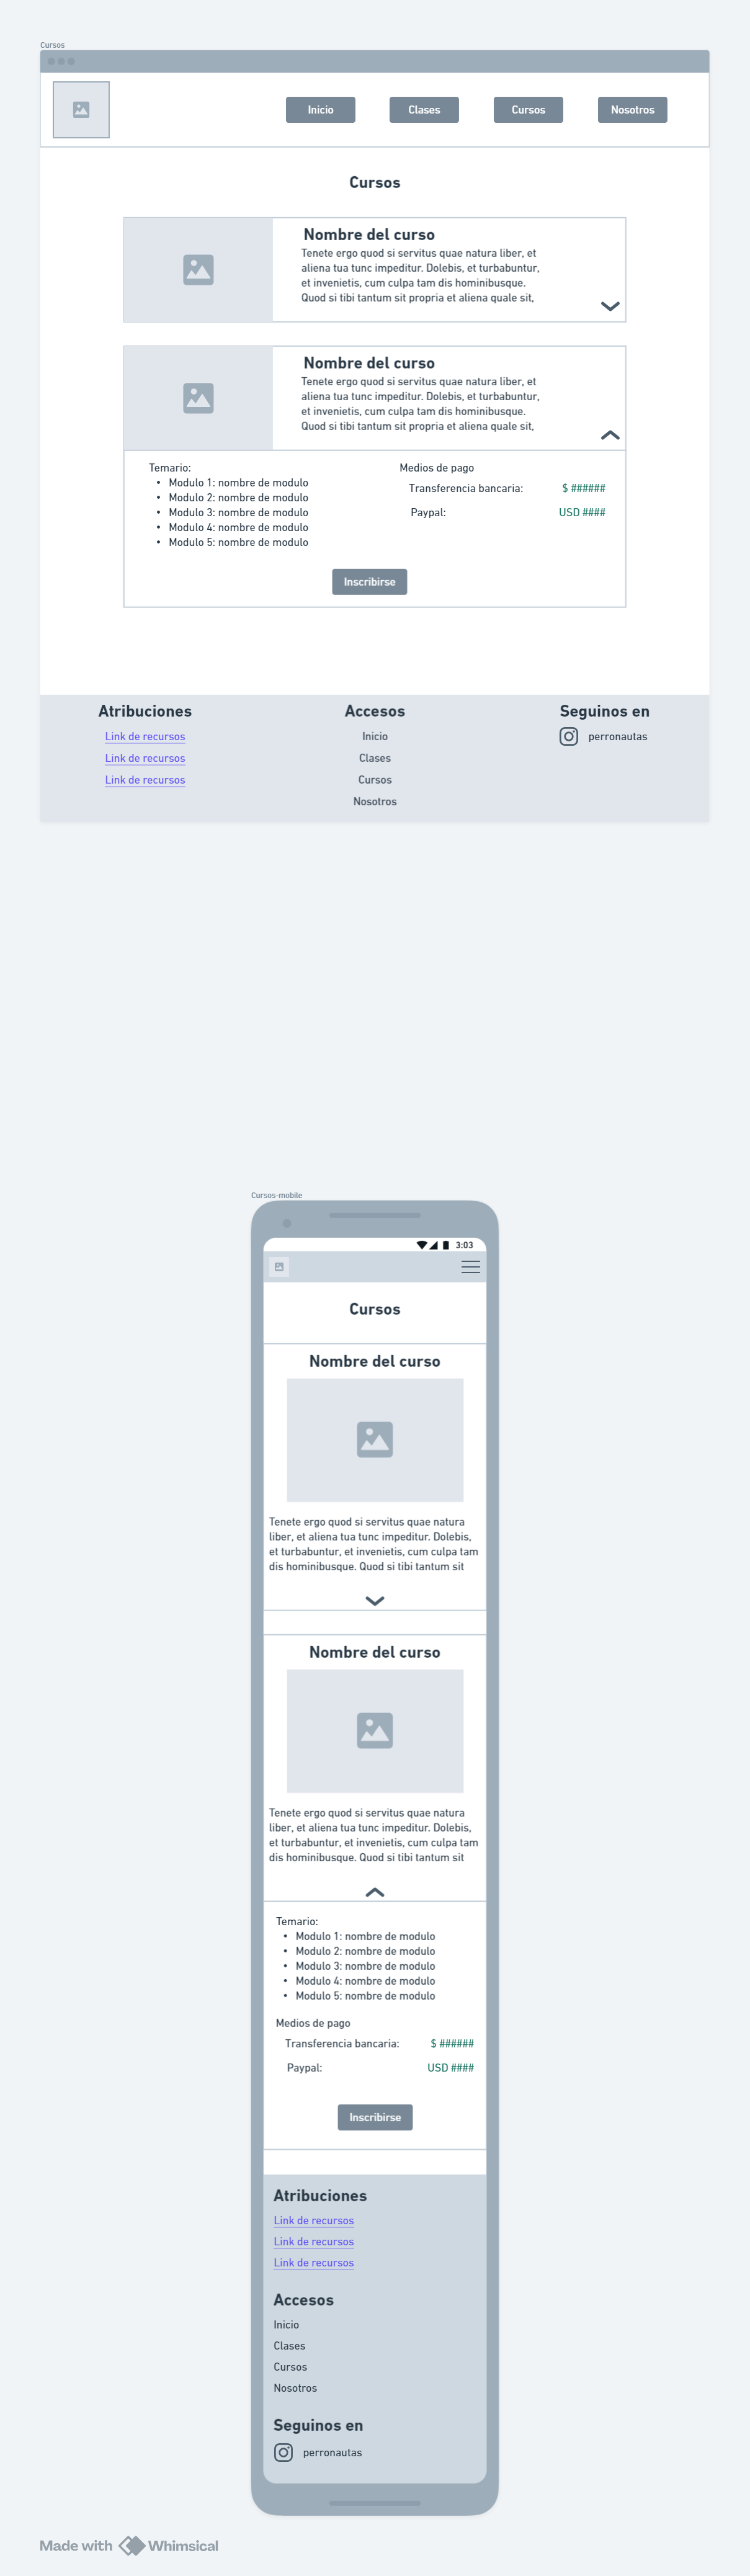 Cursos
Inicio
Clases
Cursos
Nosotros
Cursos
Nombre del curso
Tenete ergo quod si servitus quae natura liber, et
aliena tua tunc impeditur. Dolebis, et turbabuntur,
et invenietis, cum culpa tam dis hominibusque.
Quod si tibi tantum sit propria et aliena quale sit,
Nombre del curso
Tenete ergo quod si servitus quae natura liber, et
aliena tua tunc impeditur. Dolebis, et turbabuntur,
et invenietis, cum culpa tam dis hominibusque.
Quod si tibi tantum sit propria et aliena quale sit,
Temario:
• Modulo 1: nombre de modulo
• Modulo 2: nombre de modulo
• Modulo 3: nombre de modulo
• Modulo 4: nombre de modulo
• Modulo 5: nombre de modulo
Medios de pago
Transferencia bancaria: $ ######
Paypal: USD ####
Inscribirse
Atribuciones
Link de recursos
Link de recursos
Link de recursos
Accesos
Inicio
Clases
Cursos
Nosotros
Seguinos en
perronautas
Cursos-mobile
3:03
Cursos
Nombre del curso
Tenete ergo quod si servitus quae natura
liber, et aliena tua tunc impeditur. Dolebis,
et turbabuntur, et invenietis, cum culpa tam
dis hominibusque. Quod si tibi tantum sit
Nombre del curso
Tenete ergo quod si servitus quae natura
liber, et aliena tua tunc impeditur. Dolebis,
et turbabuntur, et invenietis, cum culpa tam
dis hominibusque. Quod si tibi tantum sit
Temario:
• Modulo 1: nombre de modulo
• Modulo 2: nombre de modulo
• Modulo 3: nombre de modulo
• Modulo 4: nombre de modulo
• Modulo 5: nombre de modulo
Medios de pago
Transferencia bancaria: $ ######
Paypal: USD ####
Inscribirse
Atribuciones
Link de recursos
Link de recursos
Link de recursos
Accesos
Inicio
Clases
Cursos
Nosotros
Seguinos en
perronautas
Made with Whimsical